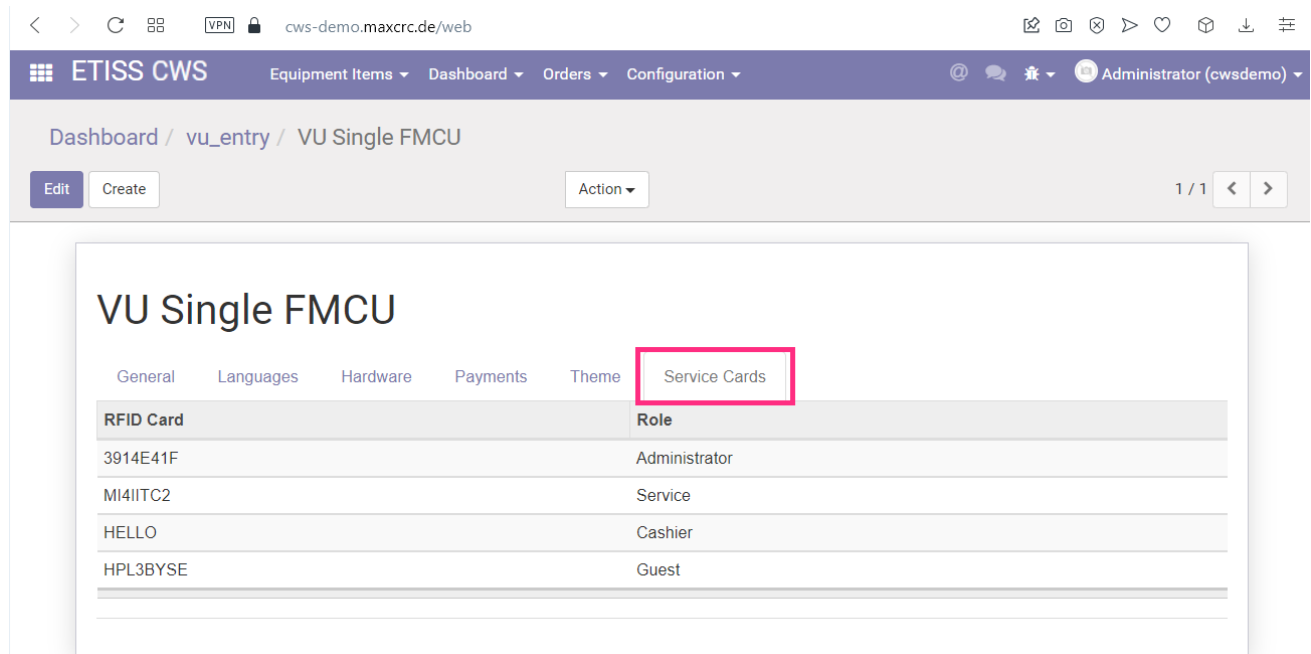 VPN cws-demo.maxcrc.de/web
ETISS CWS Equipment Items Dashboard Orders Configuration @ Administrator (cwsdemo)
Dashboard / vu_entry / VU Single FMCU
Edit Create Action 1 / 1
VU Single FMCU
General Languages Hardware Payments Theme Service Cards
RFID Card Role
3914E41F Administrator
MI4IITC2 Service
HELLO Cashier
HPL3BYSE Guest